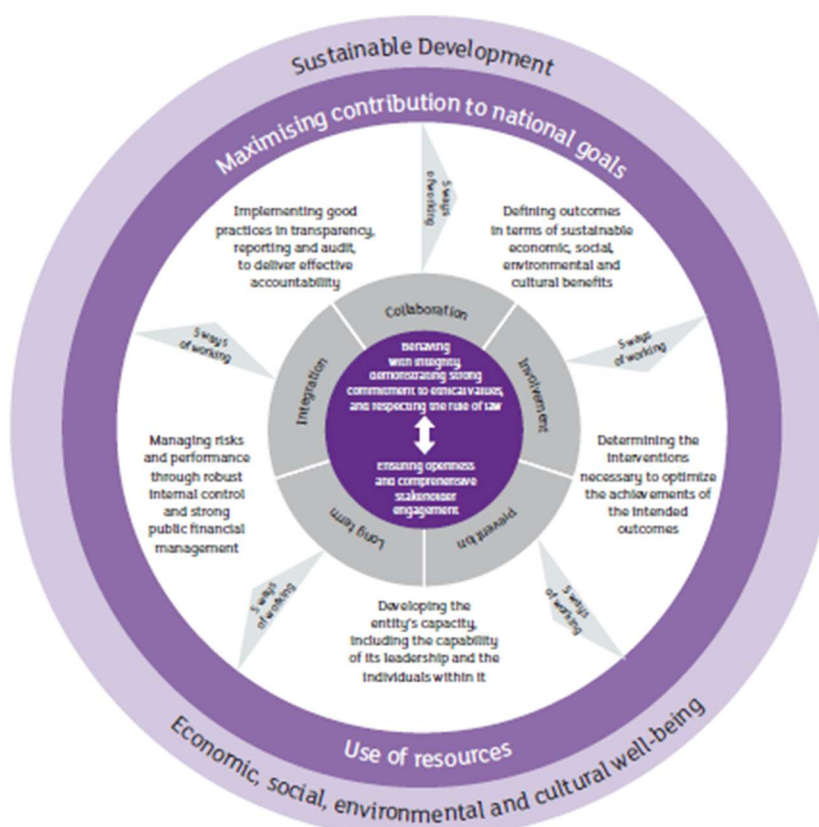 Sustainable Development
Maximising contribution to national goals
5 ways
of working
Implementing good
practices in transparency,
reporting and audit,
to deliver effective
accountability
Defining outcomes
in terms of sustainable
economic, social,
environmental and
cultural benefits
5 ways
of working
5 ways
of working
Collaboration
Integration
Involvement
Behaving
with integrity,
demonstrating strong
commitment to ethical values,
and respecting the rule of law
Ensuring openness
and comprehensive
stakeholder
engagement
Managing risks
and performance
through robust
internal control
and strong
public financial
management
Determining the
interventions
necessary to optimize
the achievements of
the intended
outcomes
Long term
Prevention
5 ways
of working
5 ways
of working
Developing the
entity's capacity,
including the capability
of its leadership and the
individuals within it
Use of resources
Economic, social, environmental and cultural well-being